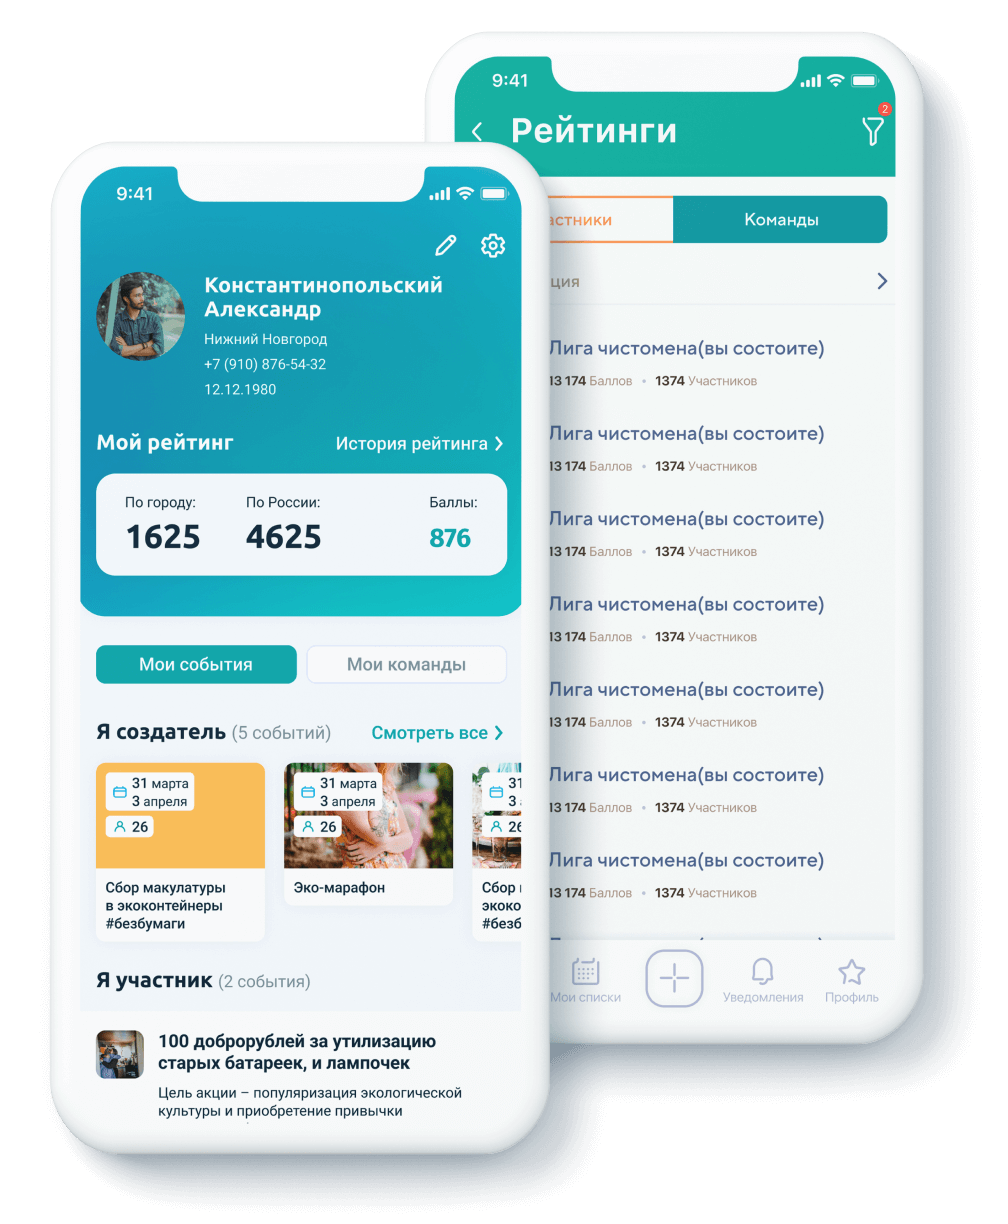 9:41
Константинопольский
Александр
Нижний Новгород
+7 (910) 876-54-32
12.12.1980
Мой рейтинг
История рейтинга
По городу:
По России:
Баллы:
1625
4625
876
Мои события
Мои команды
Я создатель (5 событий)
Смотреть все
31 марта
3 апреля
26
Сбор макулатуры
в экоконтейнеры
#безбумаги
31 марта
3 апреля
26
Эко-марафон
31
3
26
Сбор
экоко
#безб
Я участник (2 события)
100 доброрублей за утилизацию
старых батареек, и лампочек
Цель акции – популяризация экологической
культуры и приобретение привычки
9:41
2
Рейтинги
астники
Команды
ция
Лига чистомена(вы состоите)
13 174 Баллов • 1374 Участников
Лига чистомена(вы состоите)
13 174 Баллов • 1374 Участников
Лига чистомена(вы состоите)
13 174 Баллов • 1374 Участников
Лига чистомена(вы состоите)
13 174 Баллов • 1374 Участников
Лига чистомена(вы состоите)
13 174 Баллов • 1374 Участников
Лига чистомена(вы состоите)
13 174 Баллов • 1374 Участников
Лига чистомена(вы состоите)
13 174 Баллов • 1374 Участников
Мои списки
Уведомления
Профиль